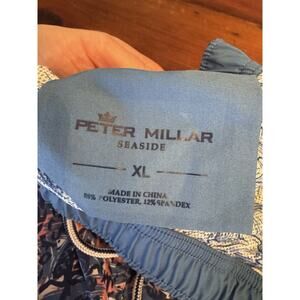 PETER MILLAR
SEASIDE
XL
MADE IN CHINA
88% POLYESTER, 12% SPANDEX